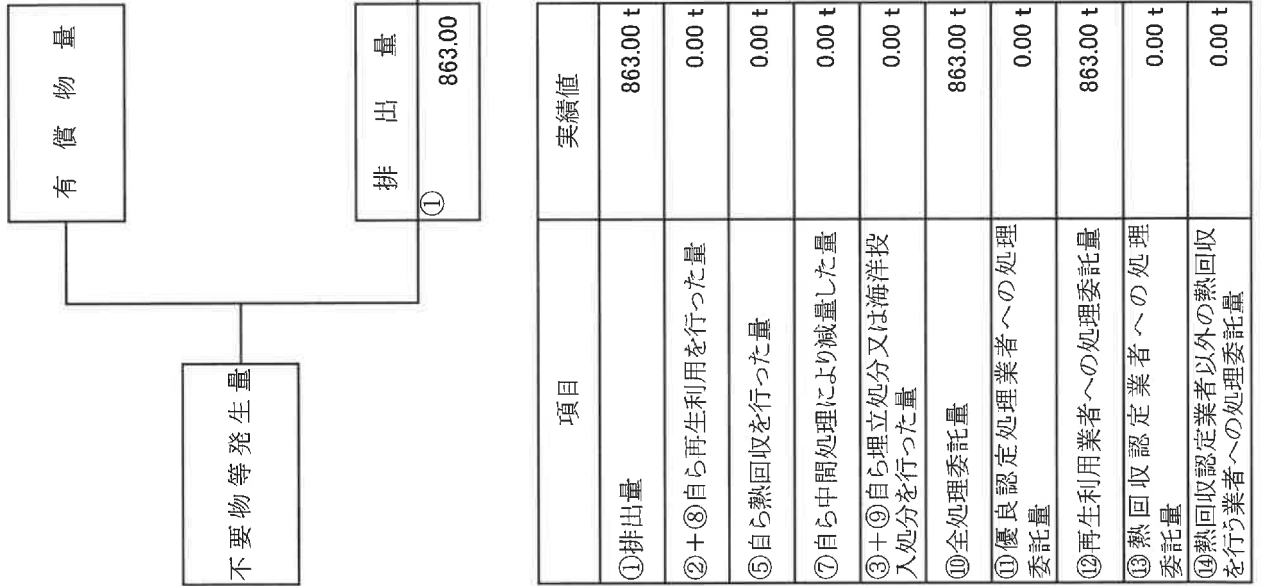 有償物量
不要物等発生量
排出量
① 863.00
項目 実績値
①排出量 863.00 t
②+⑧自ら再生利用を行った量 0.00 t
⑤自ら熱回収を行った量 0.00 t
⑦自ら中間処理により減量した量 0.00 t
③+⑨自ら埋立処分又は海洋投
入処分を行った量 0.00 t
⑩全処理委託量 863.00 t
⑪優良認定処理業者への処理
委託量 0.00 t
⑫再生利用業者への処理委託量 863.00 t
⑬熱回収認定業者への処理
委託量 0.00 t
⑭熱回収認定業者以外の熱回収
を行う業者への処理委託量 0.00 t